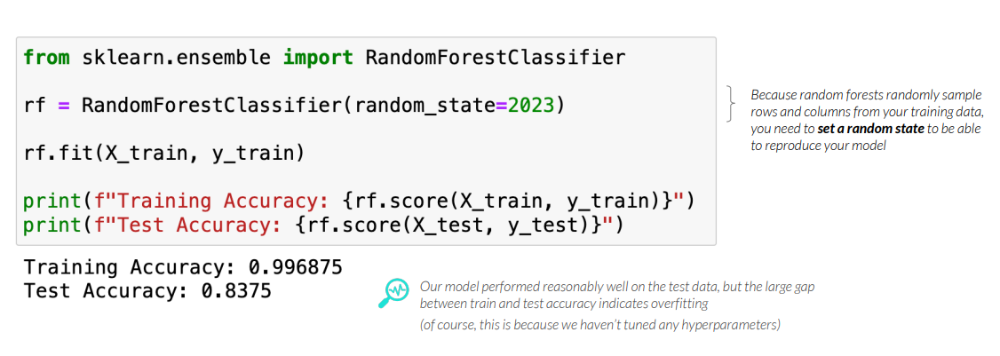 from sklearn.ensemble import RandomForestClassifier
rf = RandomForestClassifier(random_state=2023)
rf.fit(X_train, y_train)
print(f"Training Accuracy: {rf.score(X_train, y_train)}")
print(f"Test Accuracy: {rf.score(X_test, y_test)}")
Training Accuracy: 0.996875
Test Accuracy: 0.8375
Because random forests randomly sample
rows and columns from your training data,
you need to set a random state to be able
to reproduce your model
Our model performed reasonably well on the test data, but the large gap
between train and test accuracy indicates overfitting
(of course, this is because we haven't tuned any hyperparameters)